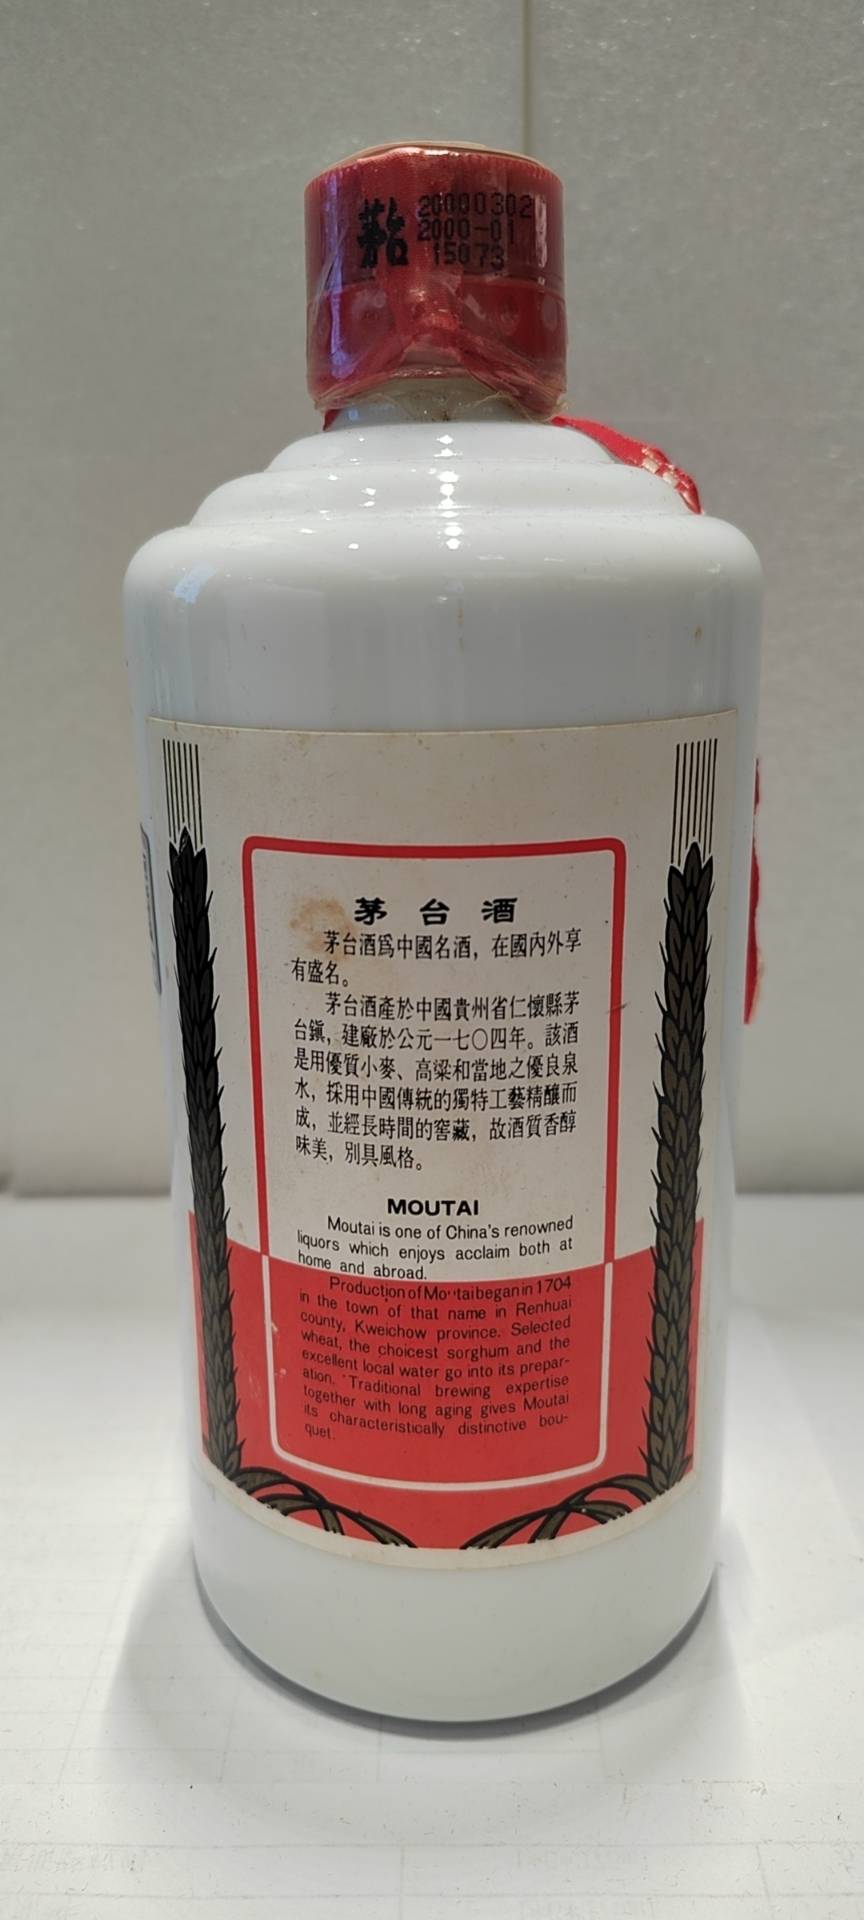 茅台
20000302
2000-01
15073
茅台酒
茅台酒爲中國名酒，在國內外享
有盛名。
茅台酒產於中國貴州省仁懷縣茅
台鎭，建廠於公元一七〇四年。該酒
是用優質小麥、高粱和當地之優良泉
水，採用中國傳統的獨特工藝精釀而
成，並經長時間的窖藏，故酒質香醇
味美，別具風格。
MOUTAI
Moutai is one of China's renowned
liquors which enjoys acclaim both at
home and abroad.
Production of Moutai began in 1704
in the town of that name in Renhuai
county, Kweichow province. Selected
wheat, the choicest sorghum and the
excellent local water go into its prepar-
ation. Traditional brewing expertise
together with long aging gives Moutai
its characteristically distinctive bou-
quet.